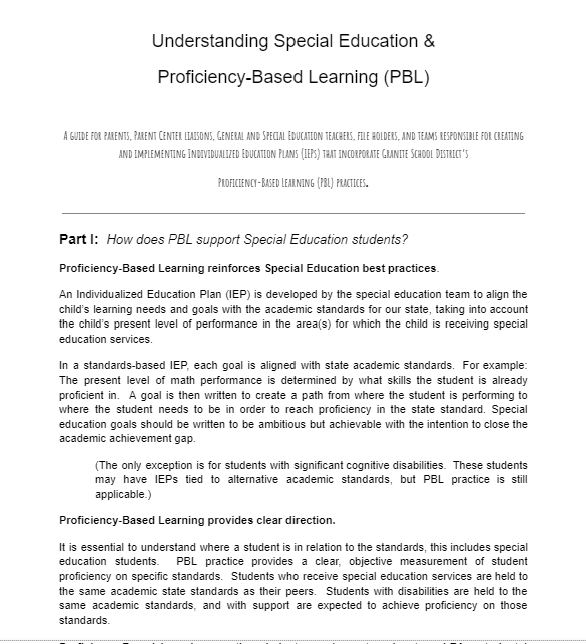 Understanding Special Education &
Proficiency-Based Learning (PBL)
A guide for parents, Parent Center liaisons, General and Special Education teachers, file holders, and teams responsible for creating
and implementing Individualized Education Plans (IEPs) that incorporate Granite School District's
Proficiency-Based Learning (PBL) practices.
Part I: How does PBL support Special Education students?
Proficiency-Based Learning reinforces Special Education best practices.
An Individualized Education Plan (IEP) is developed by the special education team to align the
child's learning needs and goals with the academic standards for our state, taking into account
the child's present level of performance in the area(s) for which the child is receiving special
education services.
In a standards-based IEP, each goal is aligned with state academic standards. For example:
The present level of math performance is determined by what skills the student is already
proficient in. A goal is then written to create a path from where the student is performing to
where the student needs to be in order to reach proficiency in the state standard. Special
education goals should be written to be ambitious but achievable with the intention to close the
academic achievement gap.
(The only exception is for students with significant cognitive disabilities. These students
may have IEPs tied to alternative academic standards, but PBL practice is still
applicable.)
Proficiency-Based Learning provides clear direction.
It is essential to understand where a student is in relation to the standards, this includes special
education students. PBL practice provides a clear, objective measurement of student
proficiency on specific standards. Students who receive special education services are held to
the same academic state standards as their peers. Students with disabilities are held to the
same academic standards, and with support are expected to achieve proficiency on those
standards.